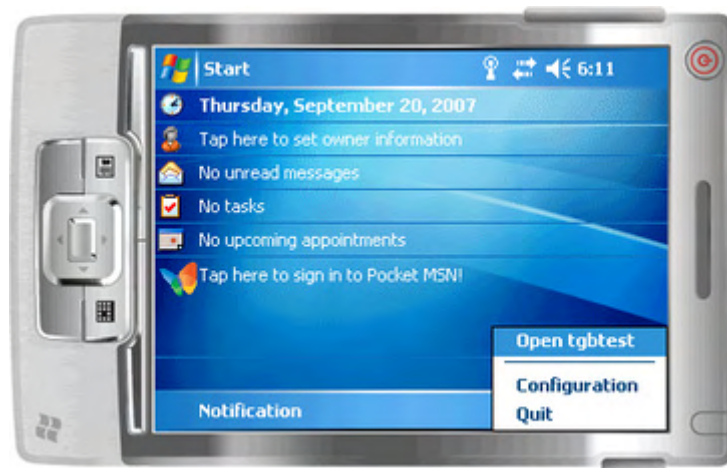 Start 6:11
Thursday, September 20, 2007
Tap here to set owner information
No unread messages
No tasks
No upcoming appointments
Tap here to sign in to Pocket MSN!
Open tgbtest
Configuration
Quit
Notification